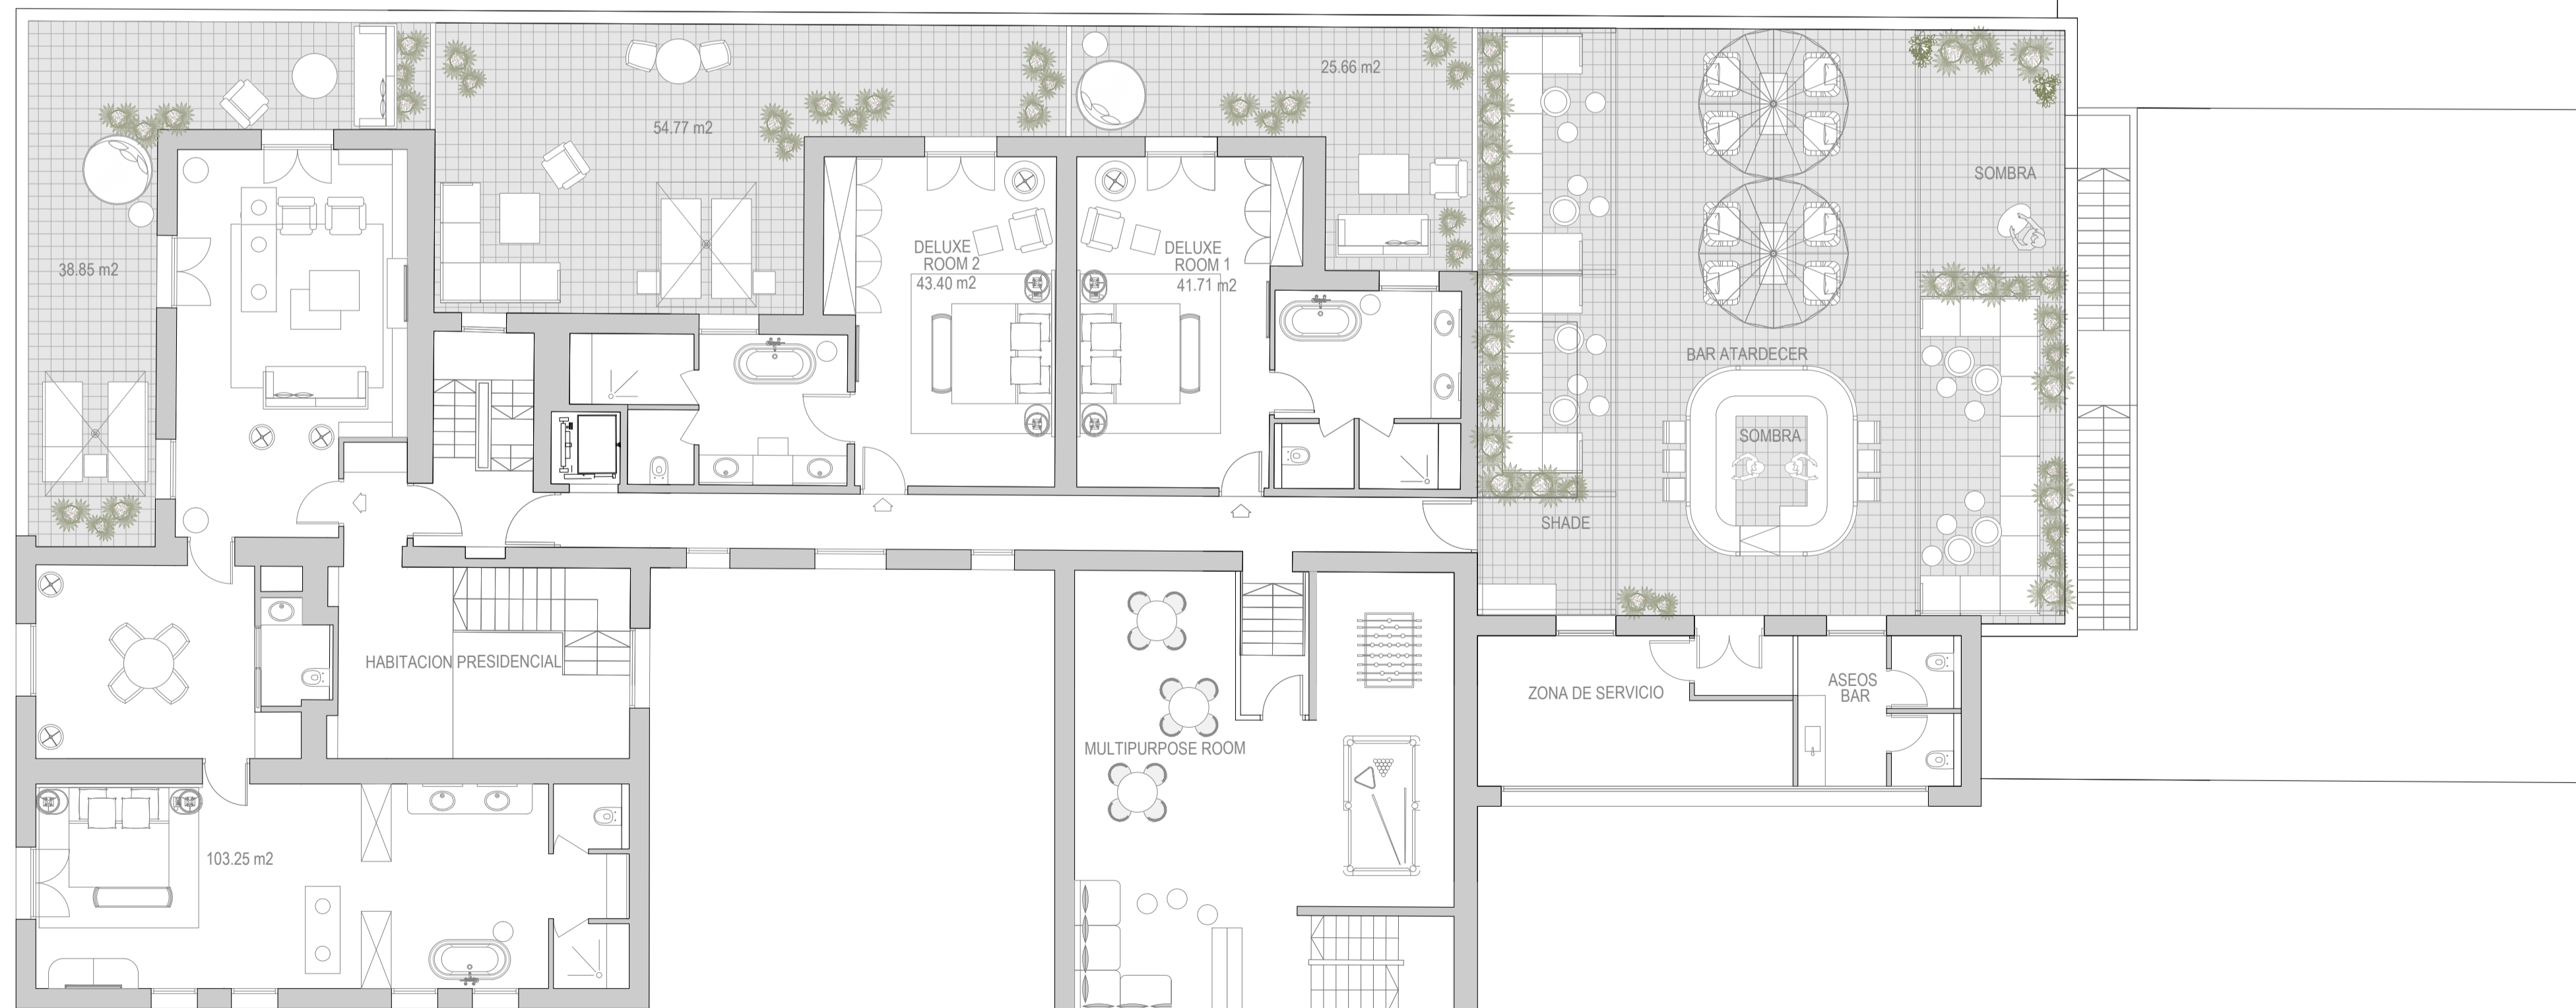 25.66 m2
54.77 m2
SOMBRA
38.85 m2
DELUXE
ROOM 2
43.40 m2
DELUXE
ROOM 1
41.71 m2
BAR ATARDECER
SOMBRA
SHADE
HABITACION PRESIDENCIAL
ZONA DE SERVICIO
ASEOS
BAR
MULTIPURPOSE ROOM
103.25 m2